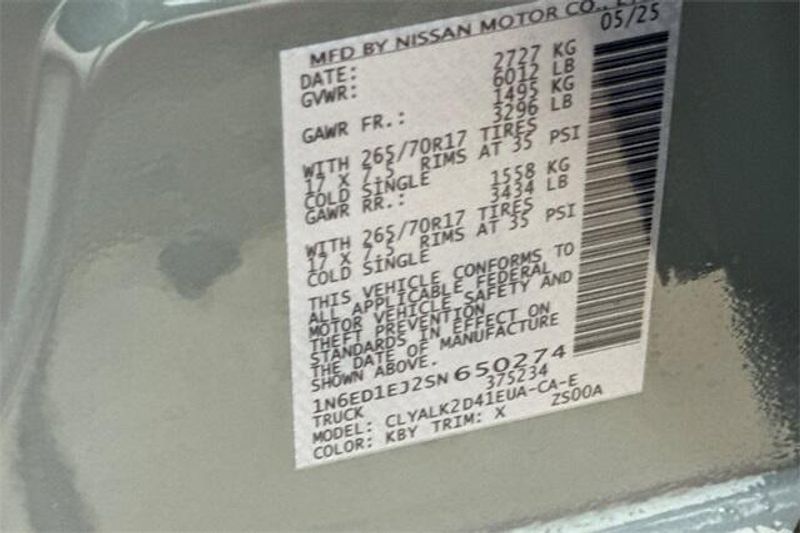 MFD BY NISSAN MOTOR CO.,
DATE: 05/25
GVWR: 2727 KG
6012 LB
GAWR FR.: 1495 KG
3296 LB
WITH 265/70R17 TIRES
17 X 7.5 RIMS AT 35 PSI
COLD SINGLE
GAWR RR.: 1558 KG
3434 LB
WITH 265/70R17 TIRES
17 X 7.5 RIMS AT 35 PSI
COLD SINGLE
THIS VEHICLE CONFORMS TO
ALL APPLICABLE FEDERAL
MOTOR VEHICLE SAFETY AND
THEFT PREVENTION
STANDARDS IN EFFECT ON
THE DATE OF MANUFACTURE
SHOWN ABOVE.
1N6ED1EJ2SN650274
TRUCK 375234
MODEL: CLYALK2D41EUA-CA-E
COLOR: KBY TRIM: X ZS00A